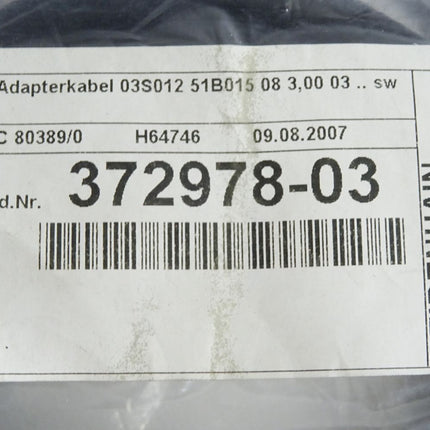 Adapterkabel 03S012 51B015 08 3,00 03 .. sw
C 80389/0 H64746 09.08.2007
d.Nr. 372978-03